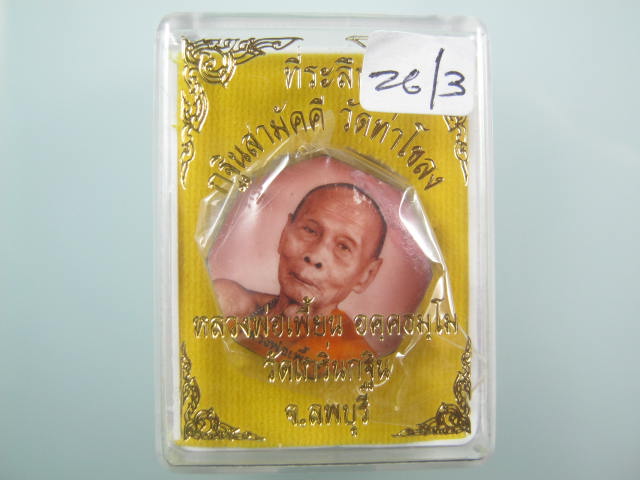 ที่ระลึก
26/3
กฐินสามัคคี วัดท่าโขลง
หลวงพ่อเพี้ยน อคฺคธมฺโม
วัดเกริ่นกฐิน
จ.ลพบุรี